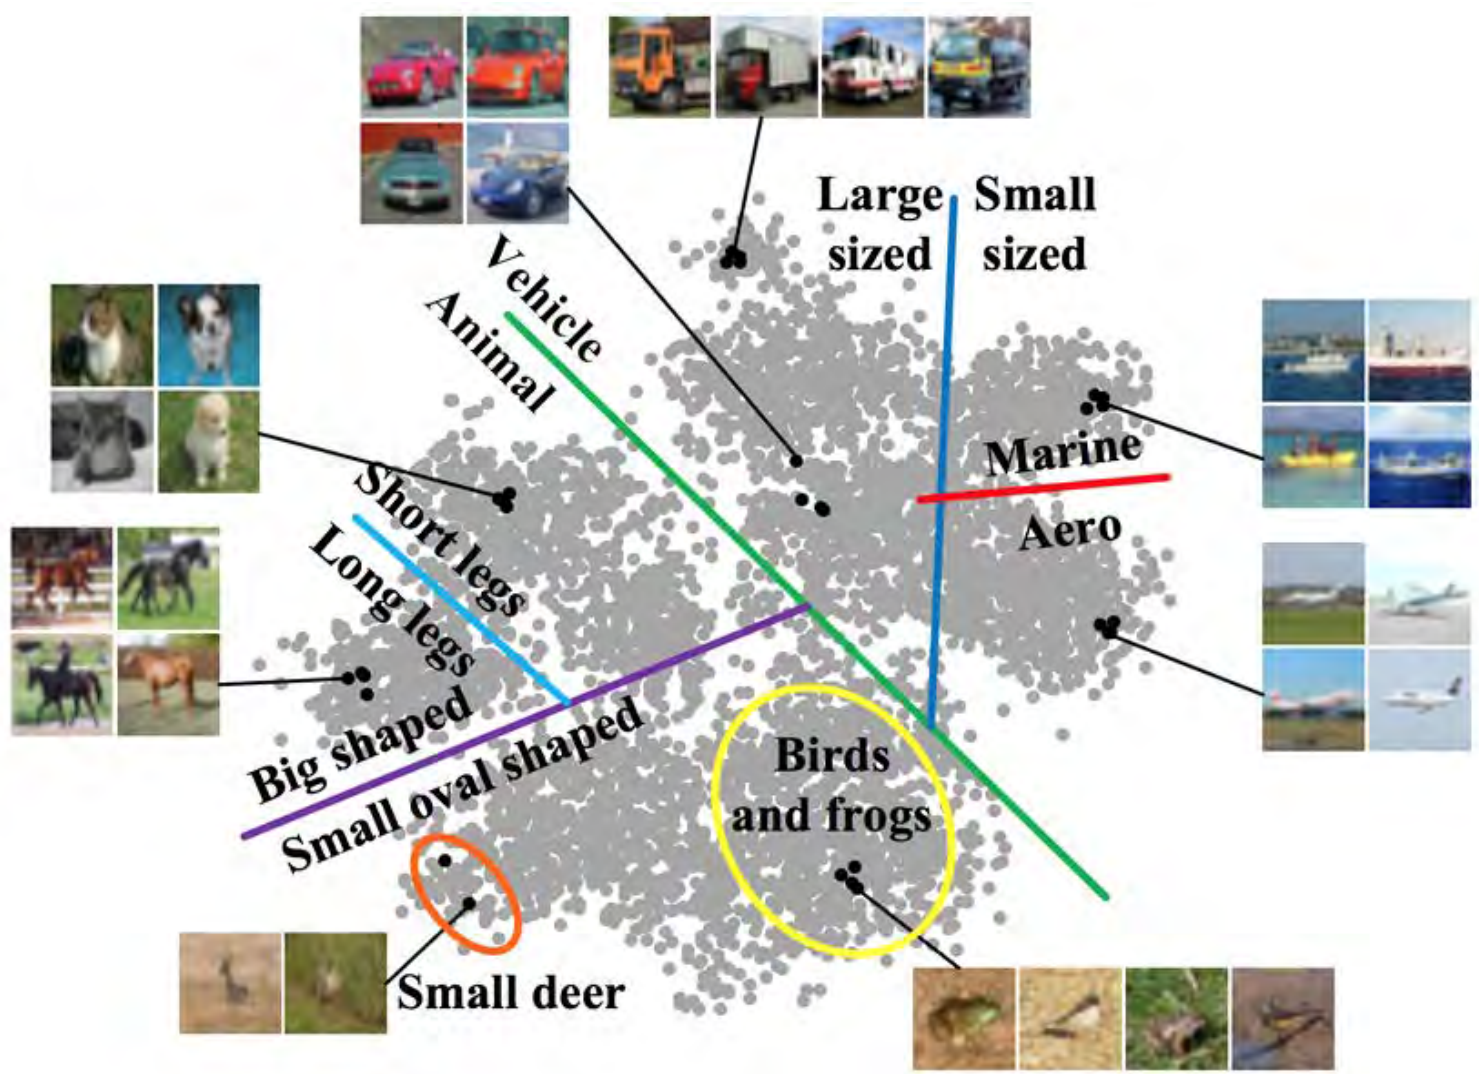 Large
sized
Small
sized
Vehicle
Animal
Marine
Aero
Short legs
Long legs
Big shaped
Small oval shaped
Birds
and frogs
Small deer